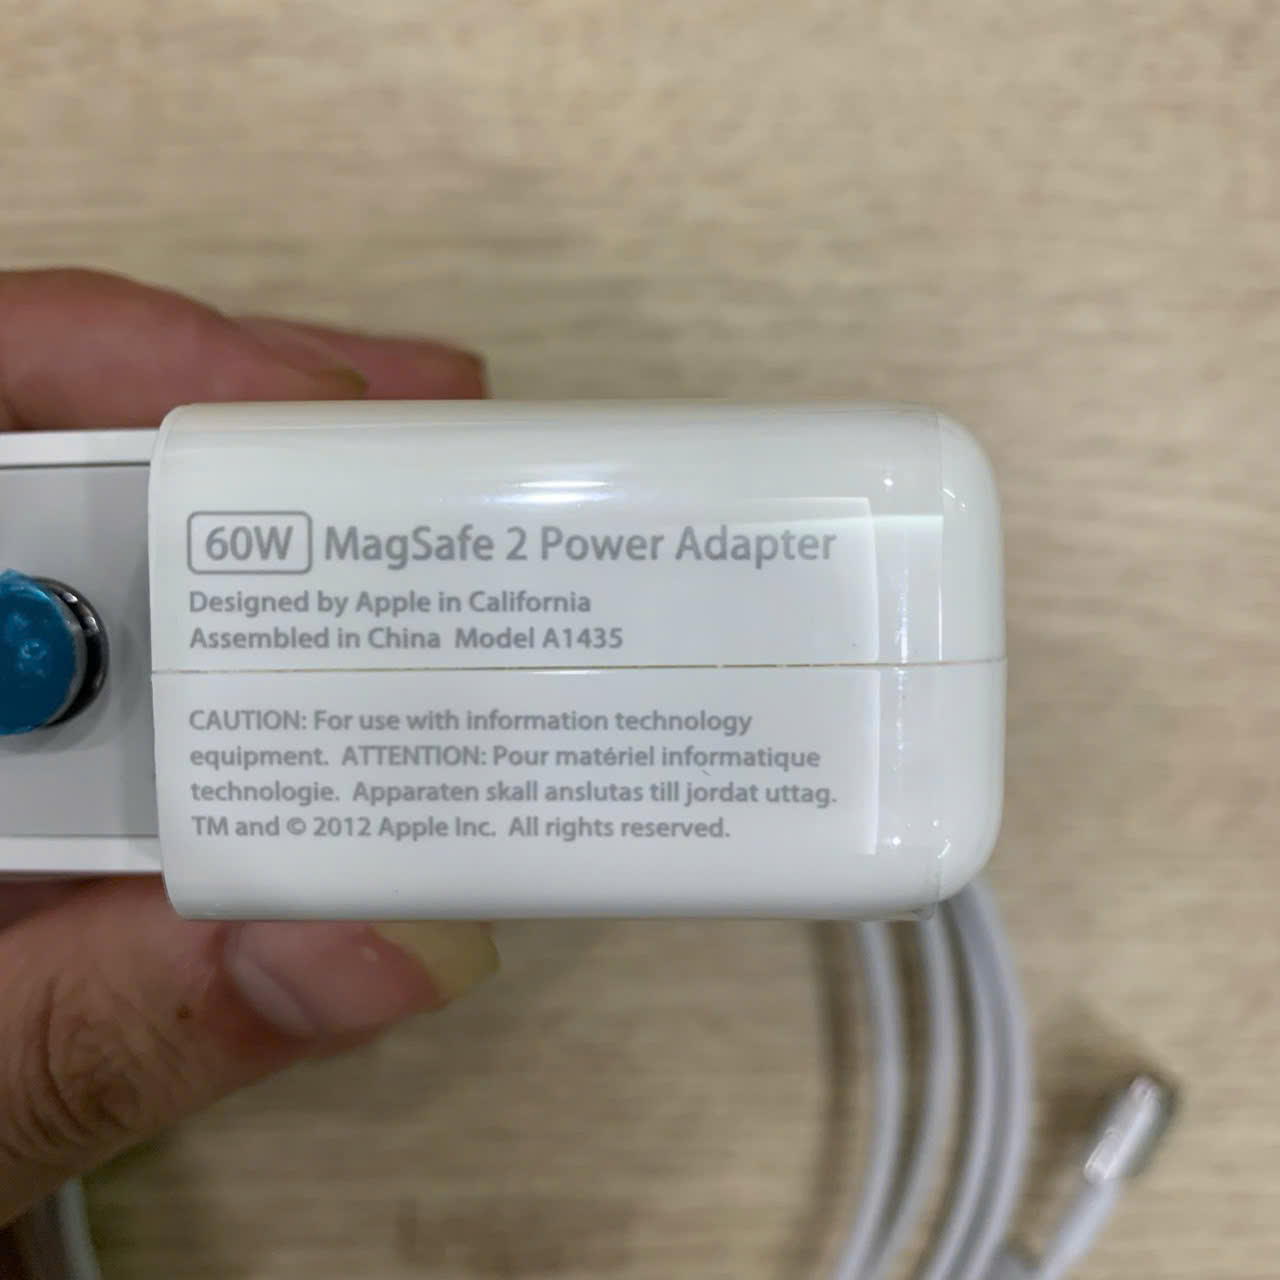 60W MagSafe 2 Power Adapter
Designed by Apple in California
Assembled in China Model A1435
CAUTION: For use with information technology
equipment. ATTENTION: Pour matériel informatique
technologie. Apparaten skall anslutas till jordat uttag.
TM and © 2012 Apple Inc. All rights reserved.